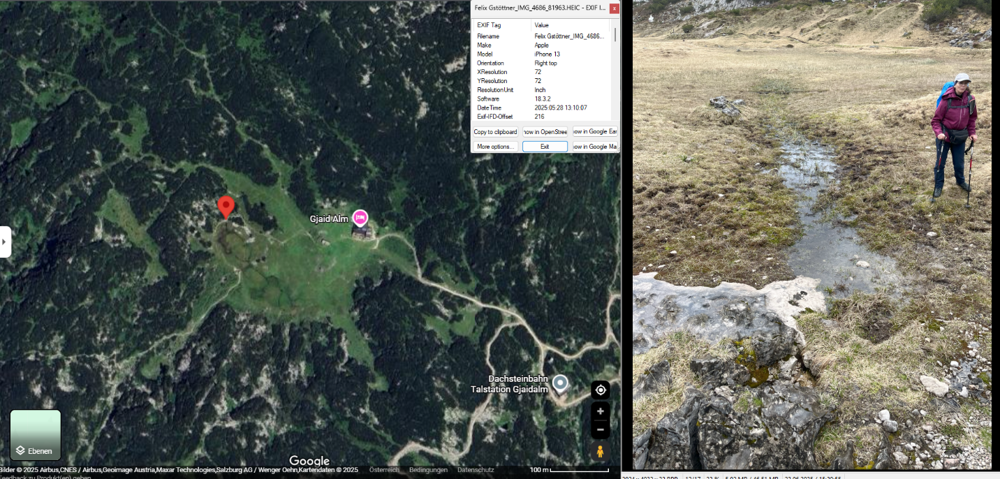 Felix Gstöttner_IMG_4686_81963.HEIC - EXIF I...
EXIF Tag Value
Filename Felix Gstöttner_IMG_4686...
Make Apple
Model iPhone 13
Orientation Right top
XResolution 72
YResolution 72
ResolutionUnit Inch
Software 18.3.2
DateTime 2025:05:28 13:10:07
Exif-IFD-Offset 216
Copy to clipboard how in OpenStree ow in Google Ear
More options... Exit ow in Google Ma
Gjaid Alm
Dachsteinbahn
Talstation Gjaidalm
Ebenen
Google
Bilder © 2025 Airbus,CNES / Airbus,Geoimage Austria,Maxar Technologies,Salzburg AG / Wenger Oehn,Kartendaten © 2025 Österreich Bedingungen Datenschutz 100 m
Feedback zu Produkt(en) geben